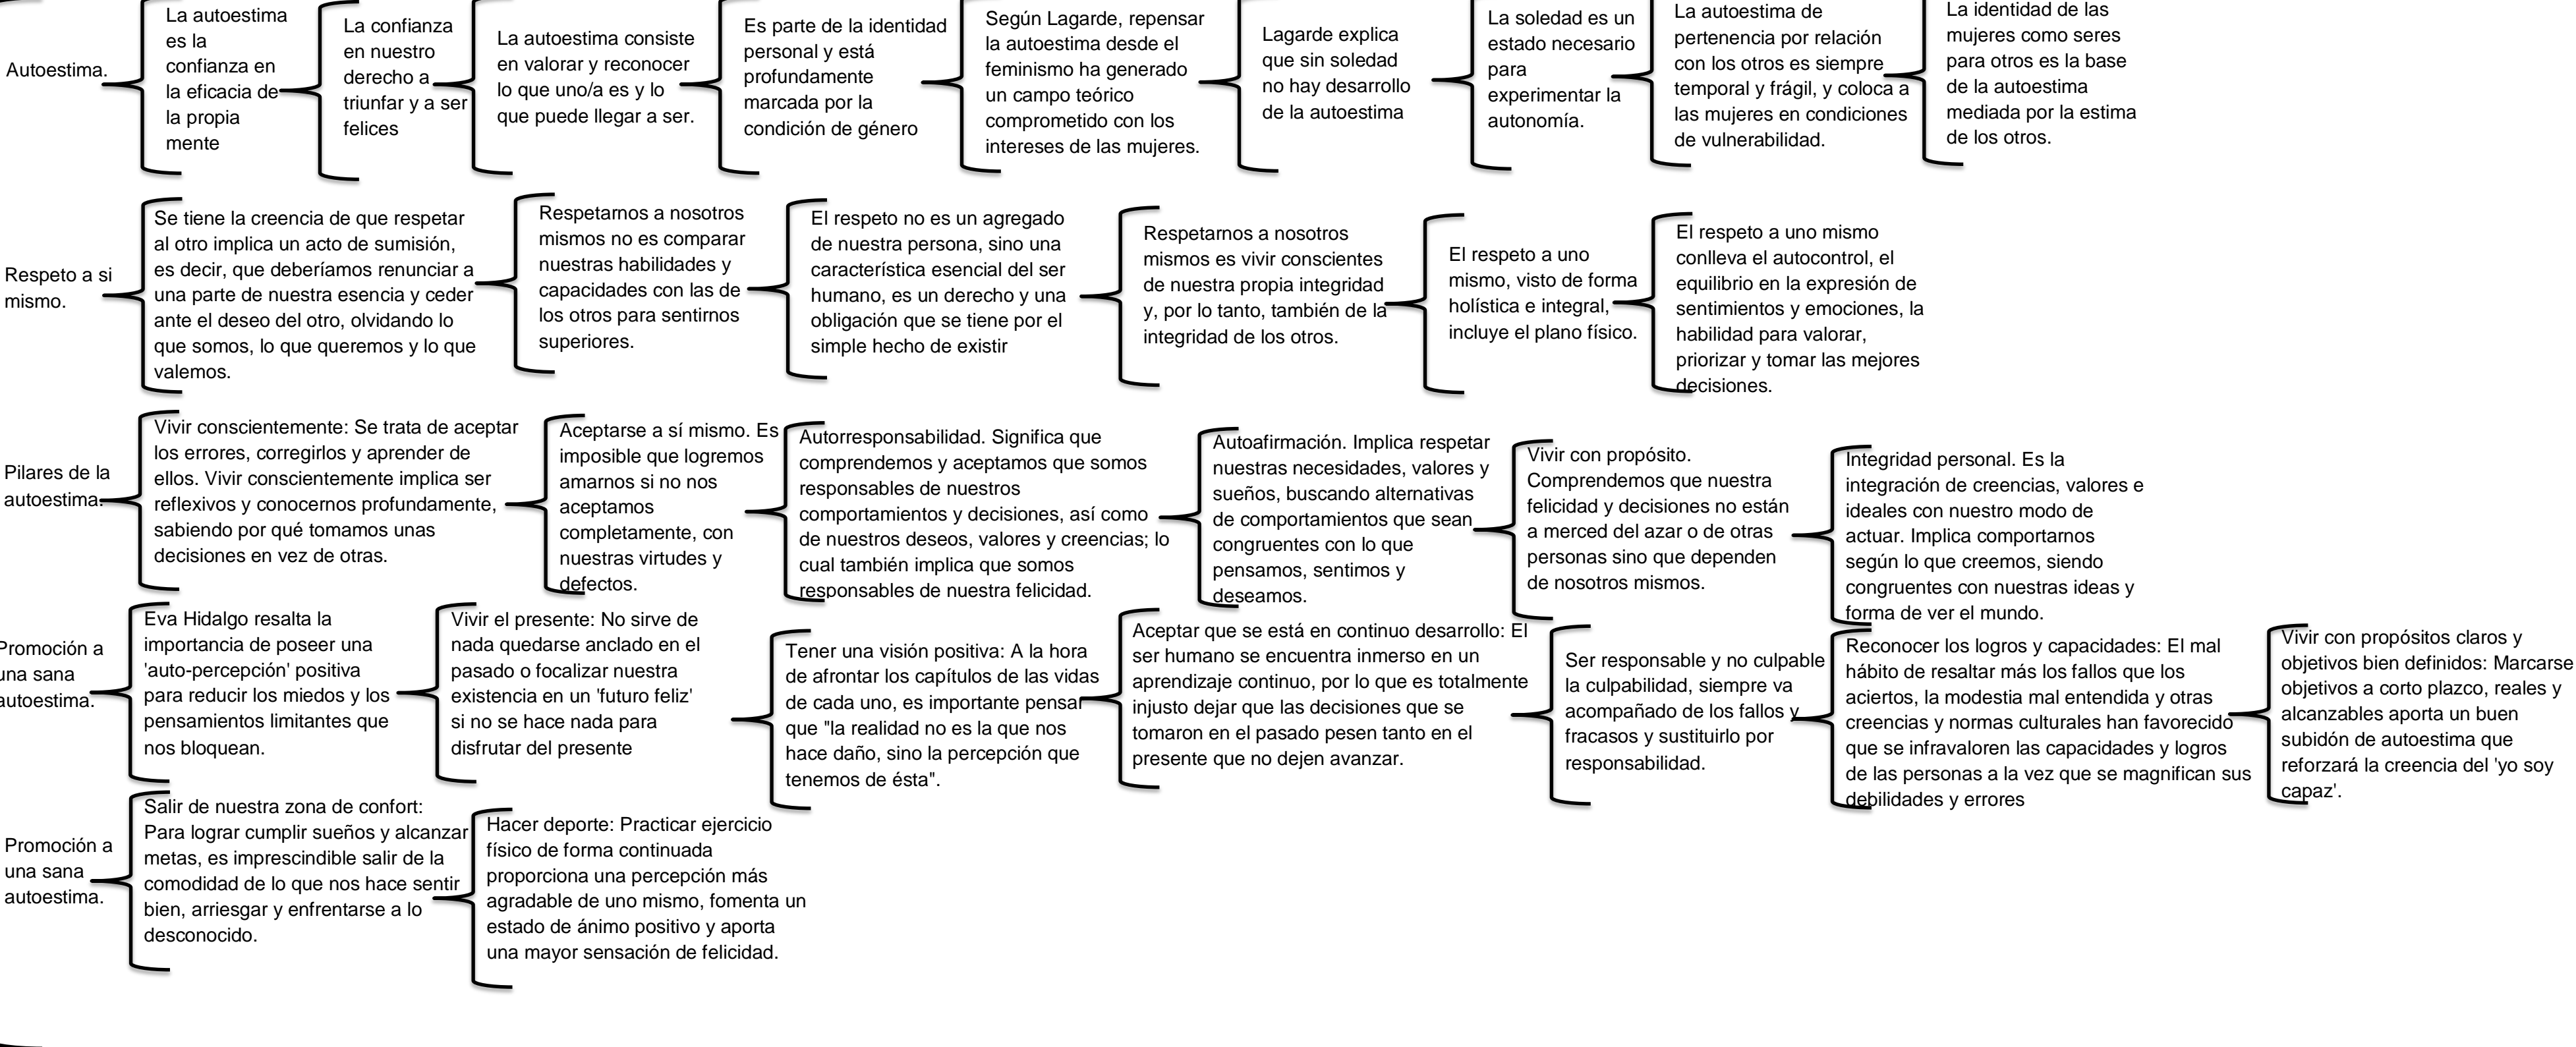 Autoestima.
La autoestima
es la
confianza en
la eficacia de
la propia
mente
La confianza
en nuestro
derecho a
triunfar y a ser
felices
La autoestima consiste
en valorar y reconocer
lo que uno/a es y lo
que puede llegar a ser.
Es parte de la identidad
personal y está
profundamente
marcada por la
condición de género
Según Lagarde, repensar
la autoestima desde el
feminismo ha generado
un campo teórico
comprometido con los
intereses de las mujeres.
Lagarde explica
que sin soledad
no hay desarrollo
de la autoestima
La soledad es un
estado necesario
para
experimentar la
autonomía.
La autoestima de
pertenencia por relación
con los otros es siempre
temporal y frágil, y coloca a
las mujeres en condiciones
de vulnerabilidad.
La identidad de las
mujeres como seres
para otros es la base
de la autoestima
mediada por la estima
de los otros.
Respeto a si
mismo.
Se tiene la creencia de que respetar
al otro implica un acto de sumisión,
es decir, que deberíamos renunciar a
una parte de nuestra esencia y ceder
ante el deseo del otro, olvidando lo
que somos, lo que queremos y lo que
valemos.
Respetarnos a nosotros
mismos no es comparar
nuestras habilidades y
capacidades con las de
los otros para sentirnos
superiores.
El respeto no es un agregado
de nuestra persona, sino una
característica esencial del ser
humano, es un derecho y una
obligación que se tiene por el
simple hecho de existir
Respetarnos a nosotros
mismos es vivir conscientes
de nuestra propia integridad
y, por lo tanto, también de la
integridad de los otros.
El respeto a uno
mismo, visto de forma
holística e integral,
incluye el plano físico.
El respeto a uno mismo
conlleva el autocontrol, el
equilibrio en la expresión de
sentimientos y emociones, la
habilidad para valorar,
priorizar y tomar las mejores
decisiones.
Pilares de la
autoestima.
Vivir conscientemente: Se trata de aceptar
los errores, corregirlos y aprender de
ellos. Vivir conscientemente implica ser
reflexivos y conocernos profundamente,
sabiendo por qué tomamos unas
decisiones en vez de otras.
Aceptarse a sí mismo. Es
imposible que logremos
amarnos si no nos
aceptamos
completamente, con
nuestras virtudes y
defectos.
Autorresponsabilidad. Significa que
comprendemos y aceptamos que somos
responsables de nuestros
comportamientos y decisiones, así como
de nuestros deseos, valores y creencias; lo
cual también implica que somos
responsables de nuestra felicidad.
Autoafirmación. Implica respetar
nuestras necesidades, valores y
sueños, buscando alternativas
de comportamientos que sean
congruentes con lo que
pensamos, sentimos y
deseamos.
Vivir con propósito.
Comprendemos que nuestra
felicidad y decisiones no están
a merced del azar o de otras
personas sino que dependen
de nosotros mismos.
Integridad personal. Es la
integración de creencias, valores e
ideales con nuestro modo de
actuar. Implica comportarnos
según lo que creemos, siendo
congruentes con nuestras ideas y
forma de ver el mundo.
Promoción a
una sana
autoestima.
Eva Hidalgo resalta la
importancia de poseer una
'auto-percepción' positiva
para reducir los miedos y los
pensamientos limitantes que
nos bloquean.
Vivir el presente: No sirve de
nada quedarse anclado en el
pasado o focalizar nuestra
existencia en un 'futuro feliz'
si no se hace nada para
disfrutar del presente
Tener una visión positiva: A la hora
de afrontar los capítulos de las vidas
de cada uno, es importante pensar
que "la realidad no es la que nos
hace daño, sino la percepción que
tenemos de ésta".
Aceptar que se está en continuo desarrollo: El
ser humano se encuentra inmerso en un
aprendizaje continuo, por lo que es totalmente
injusto dejar que las decisiones que se
tomaron en el pasado pesen tanto en el
presente que no dejen avanzar.
Ser responsable y no culpable
la culpabilidad, siempre va
acompañado de los fallos y
fracasos y sustituirlo por
responsabilidad.
Reconocer los logros y capacidades: El mal
hábito de resaltar más los fallos que los
aciertos, la modestia mal entendida y otras
creencias y normas culturales han favorecido
que se infravaloren las capacidades y logros
de las personas a la vez que se magnifican sus
debilidades y errores
Vivir con propósitos claros y
objetivos bien definidos: Marcarse
objetivos a corto plazco, reales y
alcanzables aporta un buen
subidón de autoestima que
reforzará la creencia del 'yo soy
capaz'.
Promoción a
una sana
autoestima.
Salir de nuestra zona de confort:
Para lograr cumplir sueños y alcanzar
metas, es imprescindible salir de la
comodidad de lo que nos hace sentir
bien, arriesgar y enfrentarse a lo
desconocido.
Hacer deporte: Practicar ejercicio
físico de forma continuada
proporciona una percepción más
agradable de uno mismo, fomenta un
estado de ánimo positivo y aporta
una mayor sensación de felicidad.